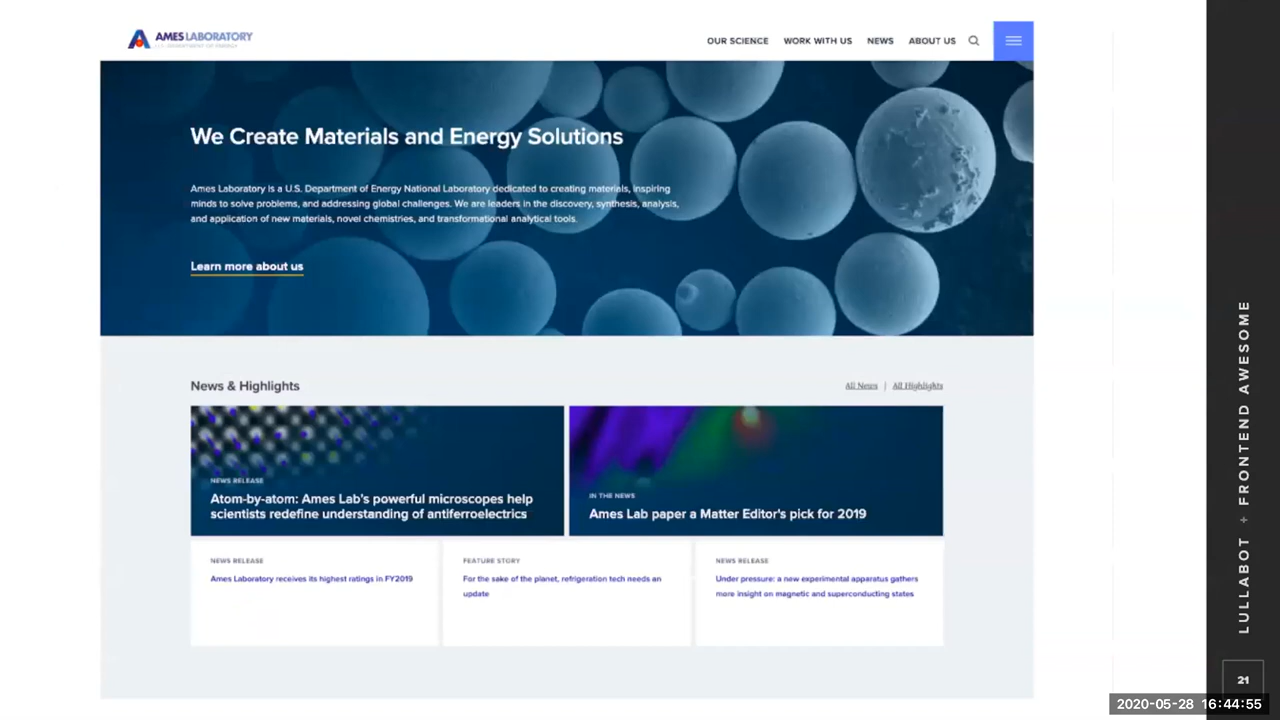 AMES LABORATORY
U.S. DEPARTMENT OF ENERGY
OUR SCIENCE WORK WITH US NEWS ABOUT US
We Create Materials and Energy Solutions
Ames Laboratory is a U.S. Department of Energy National Laboratory dedicated to creating materials, inspiring
minds to solve problems, and addressing global challenges. We are leaders in the discovery, synthesis, analysis,
and application of new materials, novel chemistries, and transformational analytical tools.
Learn more about us
News & Highlights
All News | All Highlights
NEWS RELEASE
Atom-by-atom: Ames Lab's powerful microscopes help
scientists redefine understanding of antiferroelectrics
IN THE NEWS
Ames Lab paper a Matter Editor's pick for 2019
NEWS RELEASE
Ames Laboratory receives its highest ratings in FY2019
FEATURE STORY
For the sake of the planet, refrigeration tech needs an
update
NEWS RELEASE
Under pressure: a new experimental apparatus gathers
more insight on magnetic and superconducting states
LULLABOT + FRONTEND AWESOME
21
2020-05-28 16:44:55